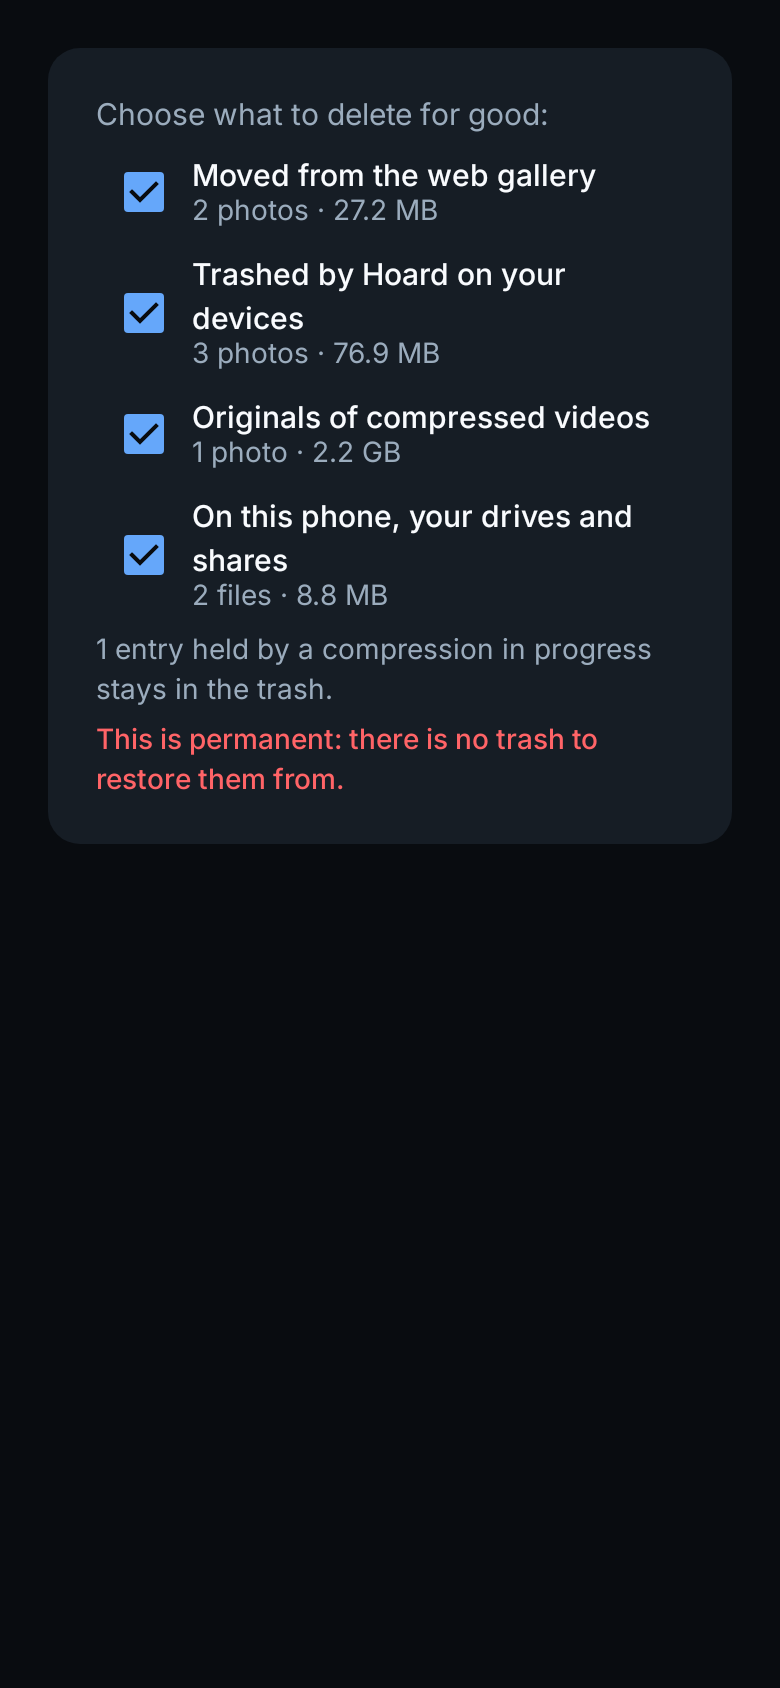 Choose what to delete for good:
Moved from the web gallery
2 photos · 27.2 MB
Trashed by Hoard on your
devices
3 photos · 76.9 MB
Originals of compressed videos
1 photo · 2.2 GB
On this phone, your drives and
shares
2 files · 8.8 MB
1 entry held by a compression in progress
stays in the trash.
This is permanent: there is no trash to
restore them from.